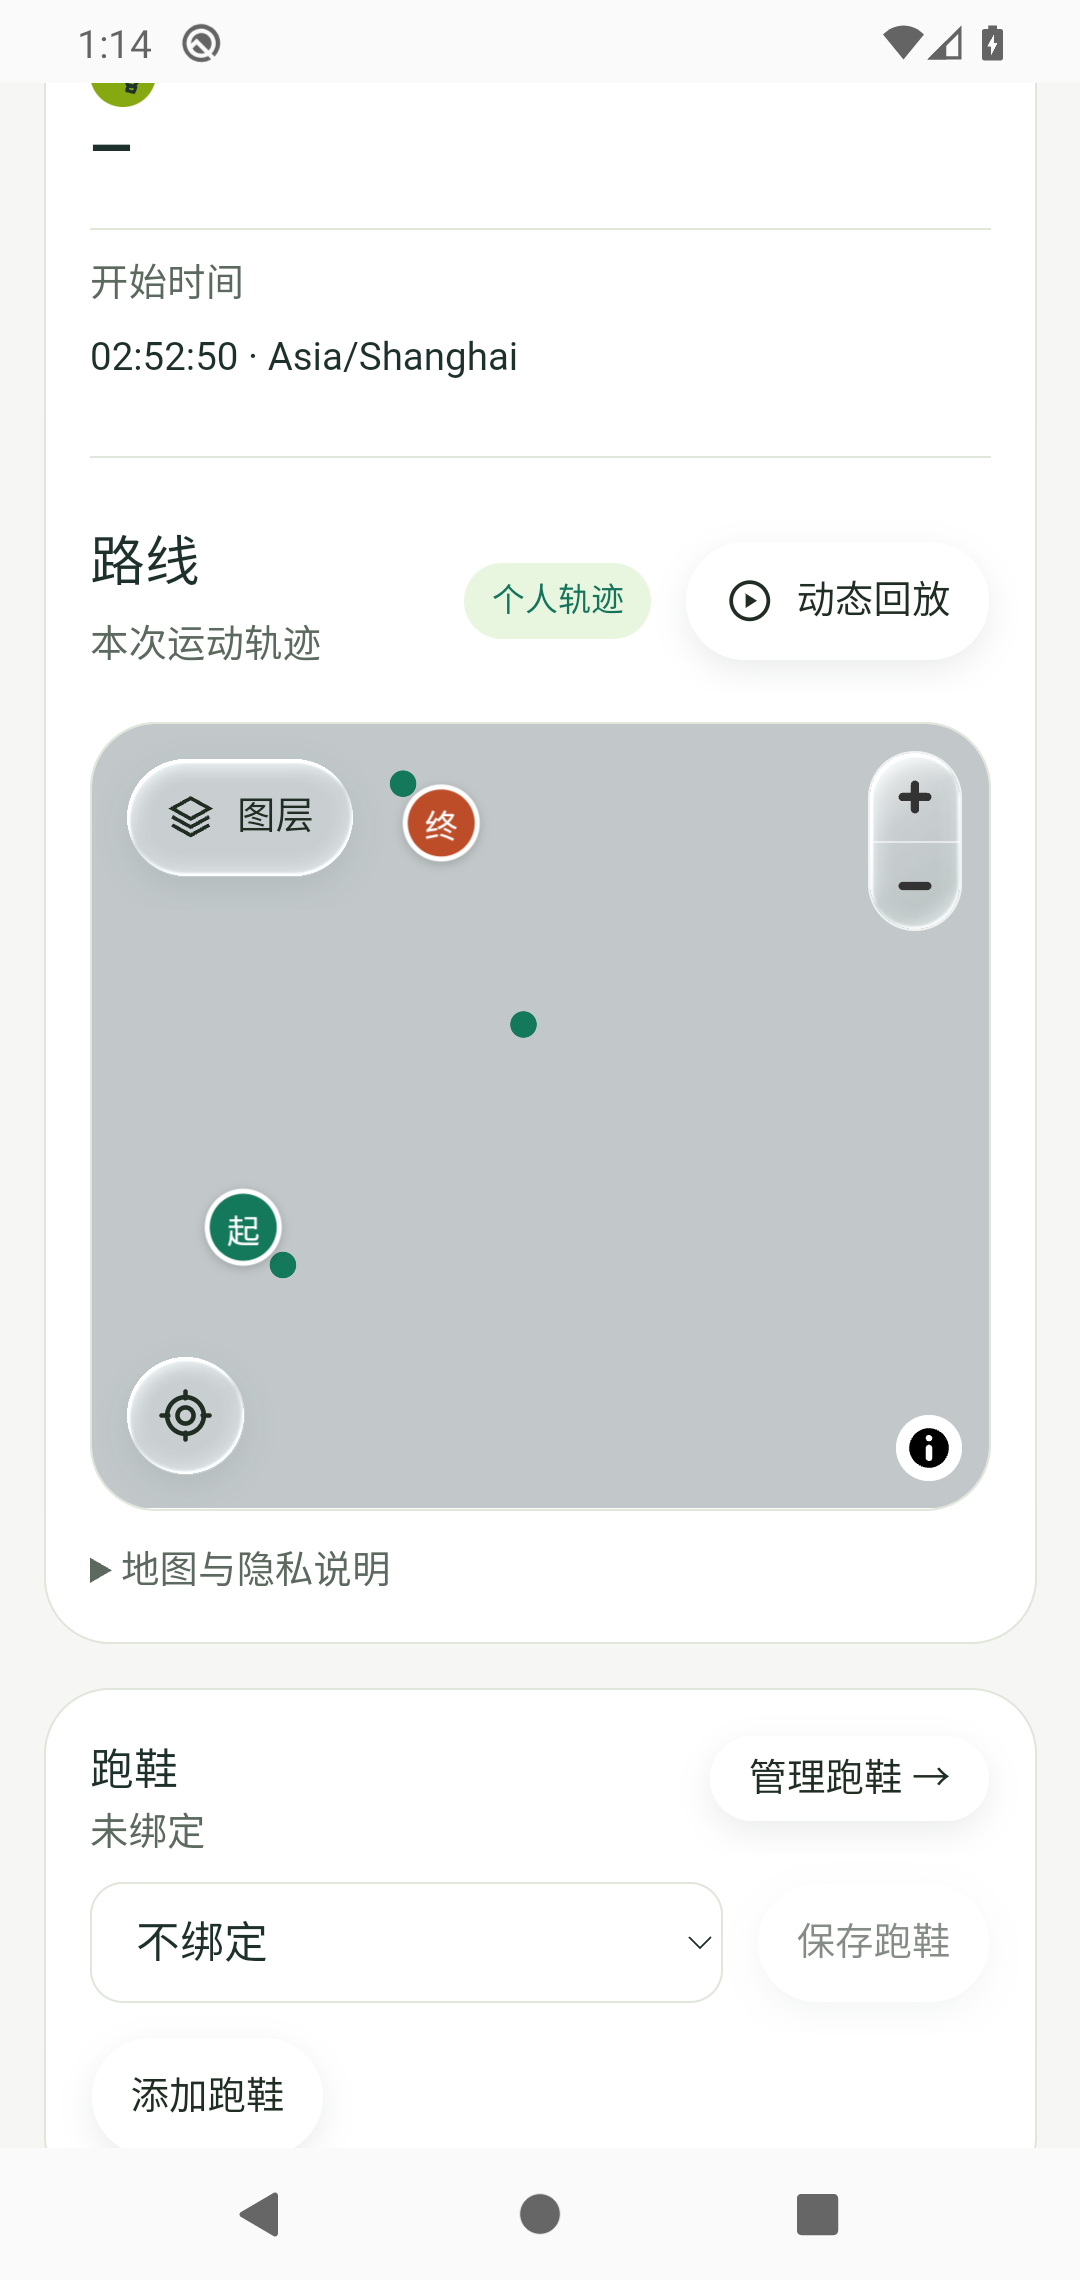 1:14
开始时间
02:52:50 · Asia/Shanghai
路线
本次运动轨迹
个人轨迹
动态回放
图层
终
起
地图与隐私说明
跑鞋
未绑定
管理跑鞋 →
不绑定
保存跑鞋
添加跑鞋